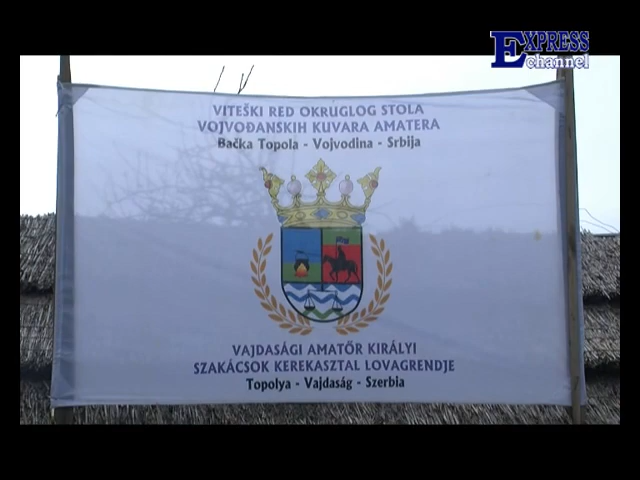 EXPRESS
channel
VITEŠKI RED OKRUGLOG STOLA
VOJVOĐANSKIH KUVARA AMATERA
Bačka Topola - Vojvodina - Srbija
VAJDASÁGI AMATŐR KIRÁLYI
SZAKÁCSOK KEREKASZTAL LOVAGRENDJE
Topolya - Vajdaság - Szerbia